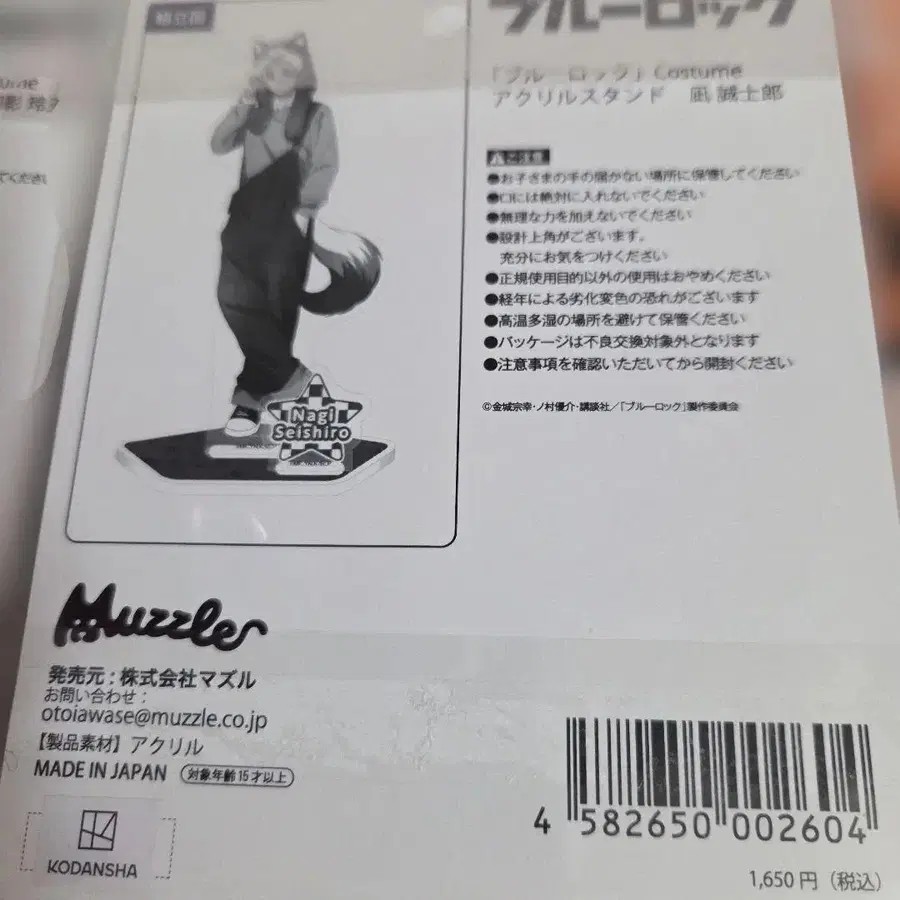 組立図
ブルーロック
「ブルーロック」Costume
アクリルスタンド 凪 誠士郎
ご注意
●お子さまの手の届かない場所に保管してください
●口には絶対に入れないでください
●無理な力を加えないでください
●設計上角がございます。
充分にお気をつけください
●正規使用目的以外の使用はおやめください
●経年による劣化変色の恐れがございます
●高温多湿の場所を避けて保管ください
●パッケージは不良交換対象外となります
●注意事項を確認いただいてから開封ください
©金城宗幸・ノ村優介・講談社/「ブルーロック」製作委員会
Nagi
Seishiro
Muzzle
発売元:株式会社マズル
お問い合わせ:
otoiawase@muzzle.co.jp
【製品素材】アクリル
MADE IN JAPAN 対象年齢15才以上
KODANSHA
4 582650 002604
1,650円(税込)